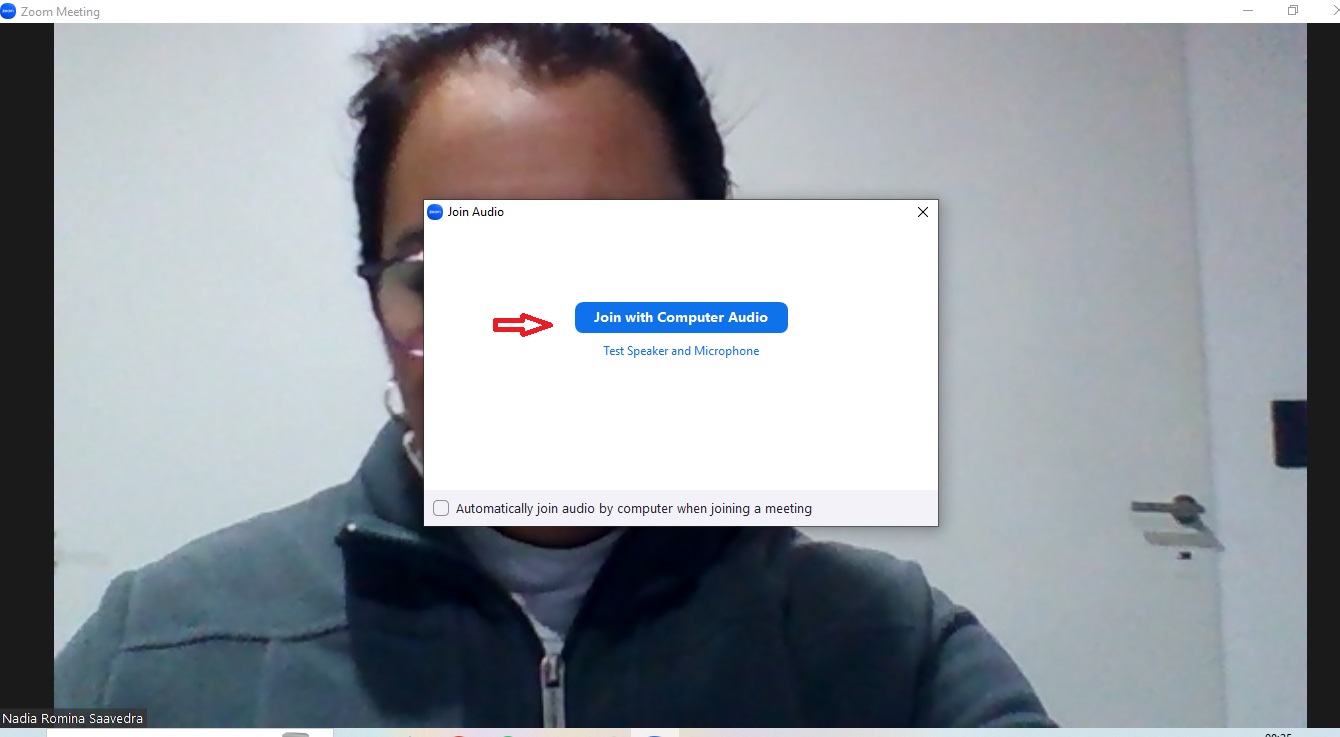 Zoom Meeting
Join Audio
Join with Computer Audio
Test Speaker and Microphone
Automatically join audio by computer when joining a meeting
Nadia Romina Saavedra